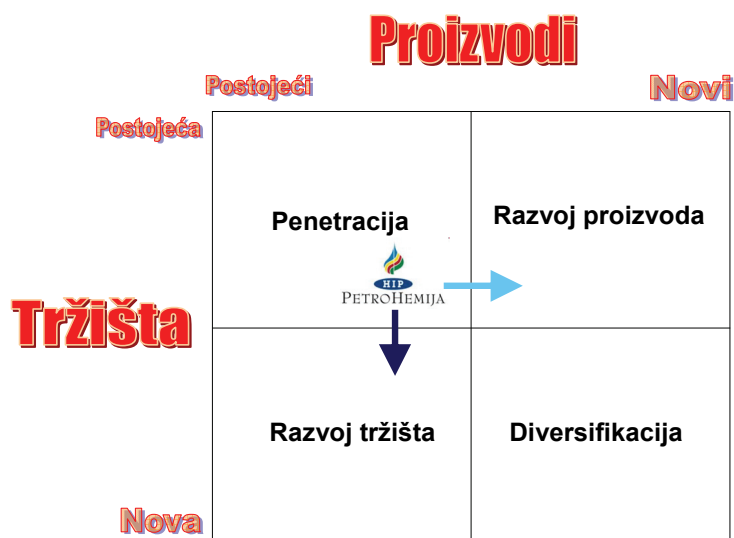 Proizvodi
Postojeći
Novi
Postojeća
Penetracija
Razvoj proizvoda
HIP
PETROHEMIJA
Tržišta
Razvoj tržišta
Diversifikacija
Nova